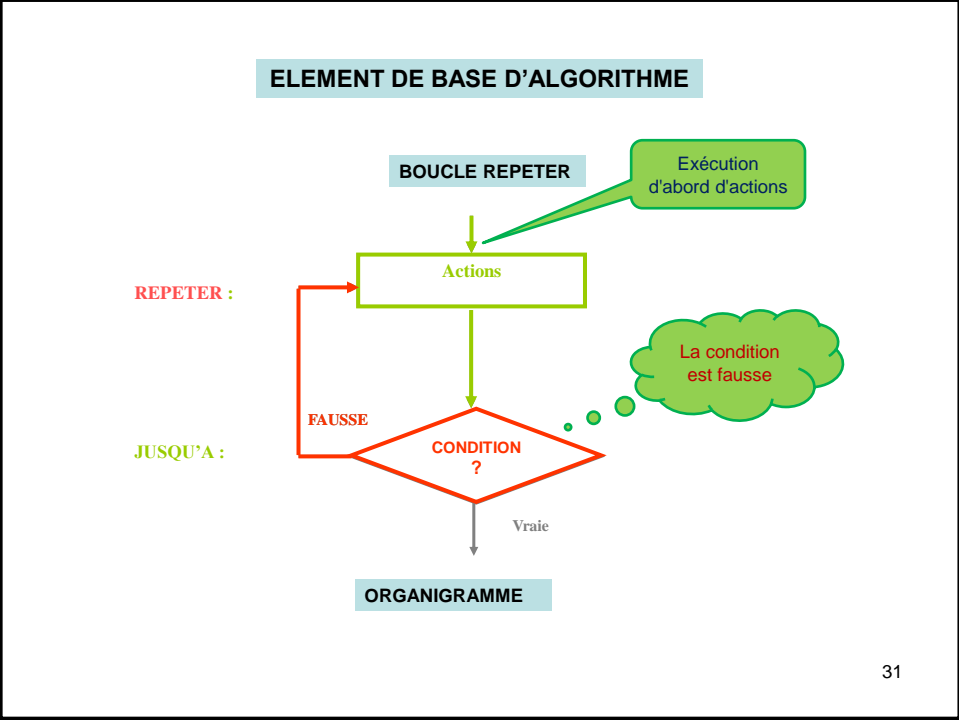 ELEMENT DE BASE D’ALGORITHME
BOUCLE REPETER
Exécution
d'abord d'actions
Actions
REPETER :
La condition
est fausse
FAUSSE
JUSQU’A :
CONDITION
?
Vraie
ORGANIGRAMME
31